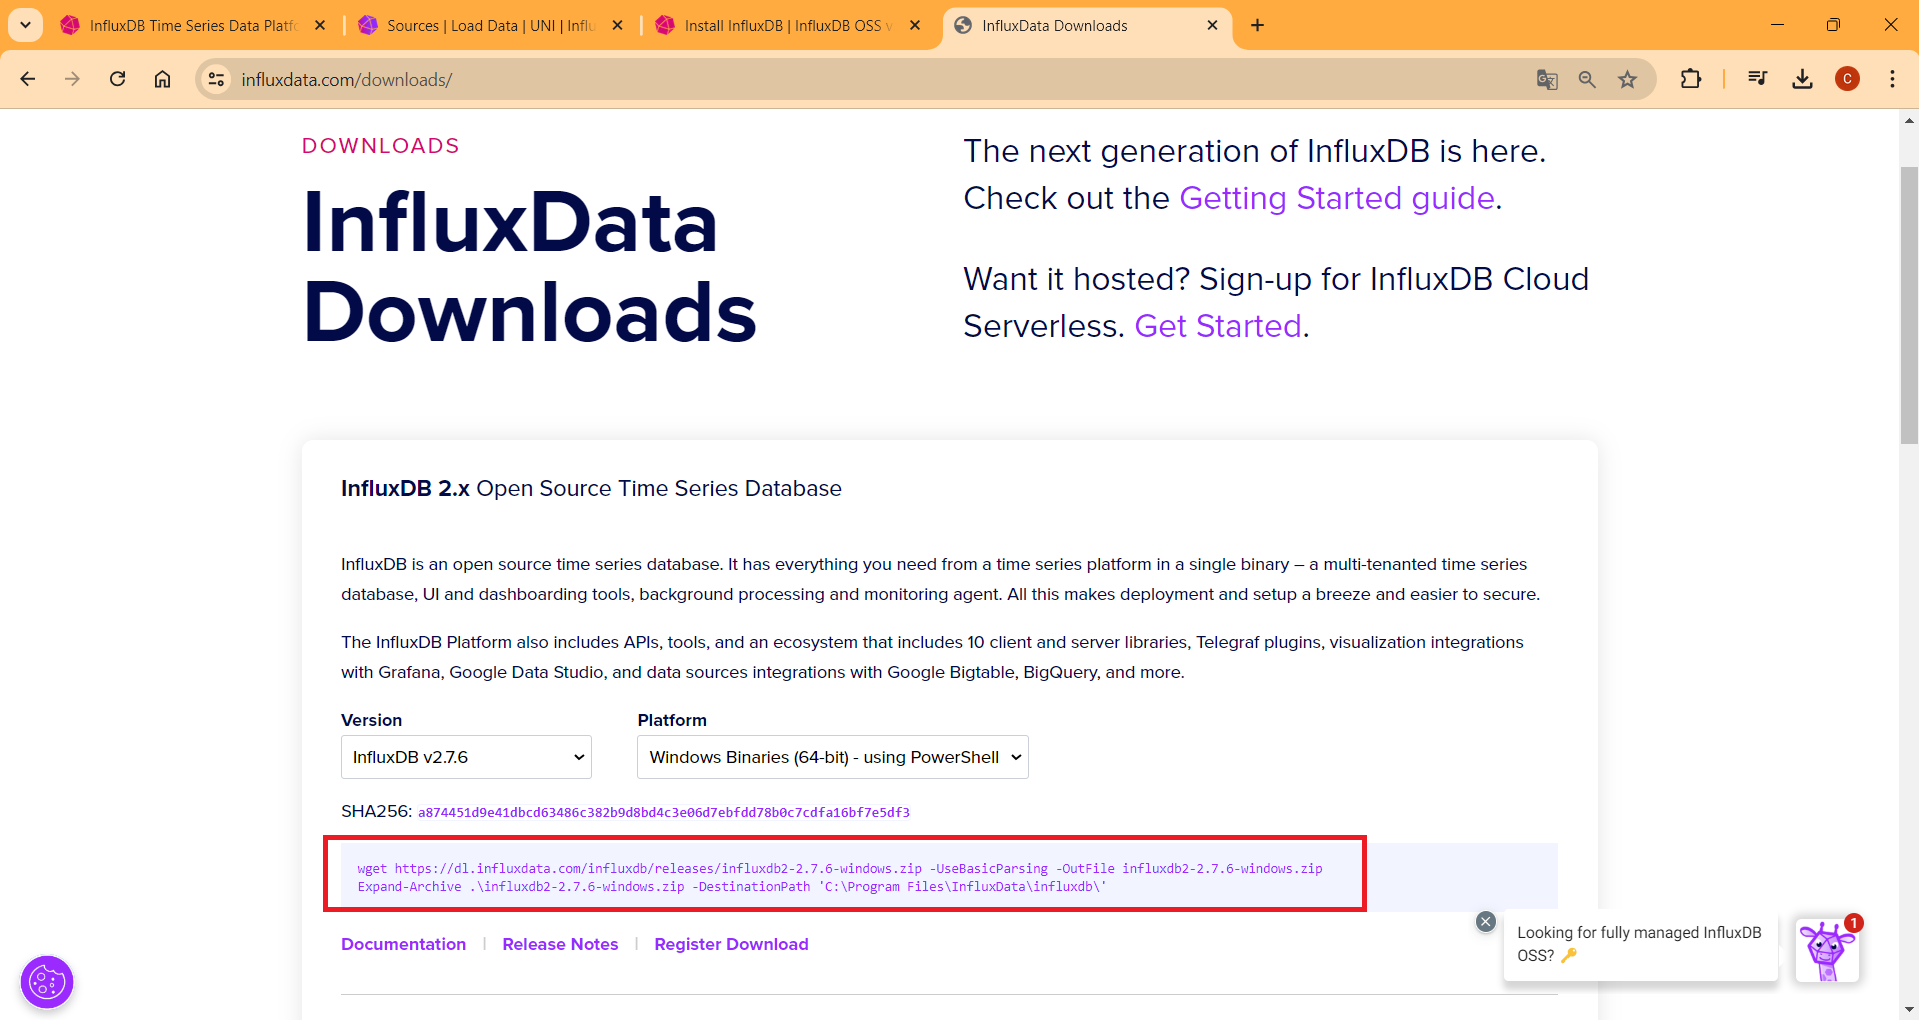 InfluxDB Time Series Data Platfo
Sources | Load Data | UNI | Influ
Install InfluxDB | InfluxDB OSS v
InfluxData Downloads
influxdata.com/downloads/
C
DOWNLOADS
InfluxData
Downloads
The next generation of InfluxDB is here.
Check out the Getting Started guide.
Want it hosted? Sign-up for InfluxDB Cloud
Serverless. Get Started.
InfluxDB 2.x Open Source Time Series Database
InfluxDB is an open source time series database. It has everything you need from a time series platform in a single binary – a multi-tenanted time series
database, UI and dashboarding tools, background processing and monitoring agent. All this makes deployment and setup a breeze and easier to secure.
The InfluxDB Platform also includes APIs, tools, and an ecosystem that includes 10 client and server libraries, Telegraf plugins, visualization integrations
with Grafana, Google Data Studio, and data sources integrations with Google Bigtable, BigQuery, and more.
Version
Platform
InfluxDB v2.7.6
Windows Binaries (64-bit) - using PowerShell
SHA256: a874451d9e41dbcd63486c382b9d8bd4c3e06d7ebfdd78b0c7cdfa16bf7e5df3
wget https://dl.influxdata.com/influxdb/releases/influxdb2-2.7.6-windows.zip -UseBasicParsing -OutFile influxdb2-2.7.6-windows.zip
Expand-Archive .\influxdb2-2.7.6-windows.zip -DestinationPath 'C:\Program Files\InfluxData\influxdb\'
Documentation | Release Notes | Register Download
Looking for fully managed InfluxDB
OSS? 🔑
1